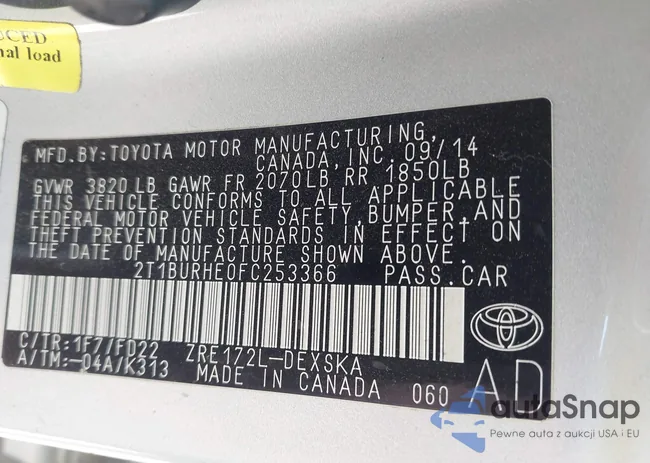 UCED
nal load
MFD. BY: TOYOTA MOTOR MANUFACTURING,
CANADA, INC. 09/14
GVWR 3820 LB GAWR FR 2070LB, RR 1850LB
THIS VEHICLE CONFORMS TO ALL APPLICABLE
FEDERAL MOTOR VEHICLE SAFETY, BUMPER, AND
THEFT PREVENTION STANDARDS IN EFFECT ON
THE DATE OF MANUFACTURE SHOWN ABOVE.
2T1BURHE0FC253366 PASS. CAR
C/TR: 1F7/FD22 ZRE172L-DEXSKA
A/TM: -04A/K313 MADE IN CANADA 060 AD
autaSnap
Pewne auta z aukcji USA i EU